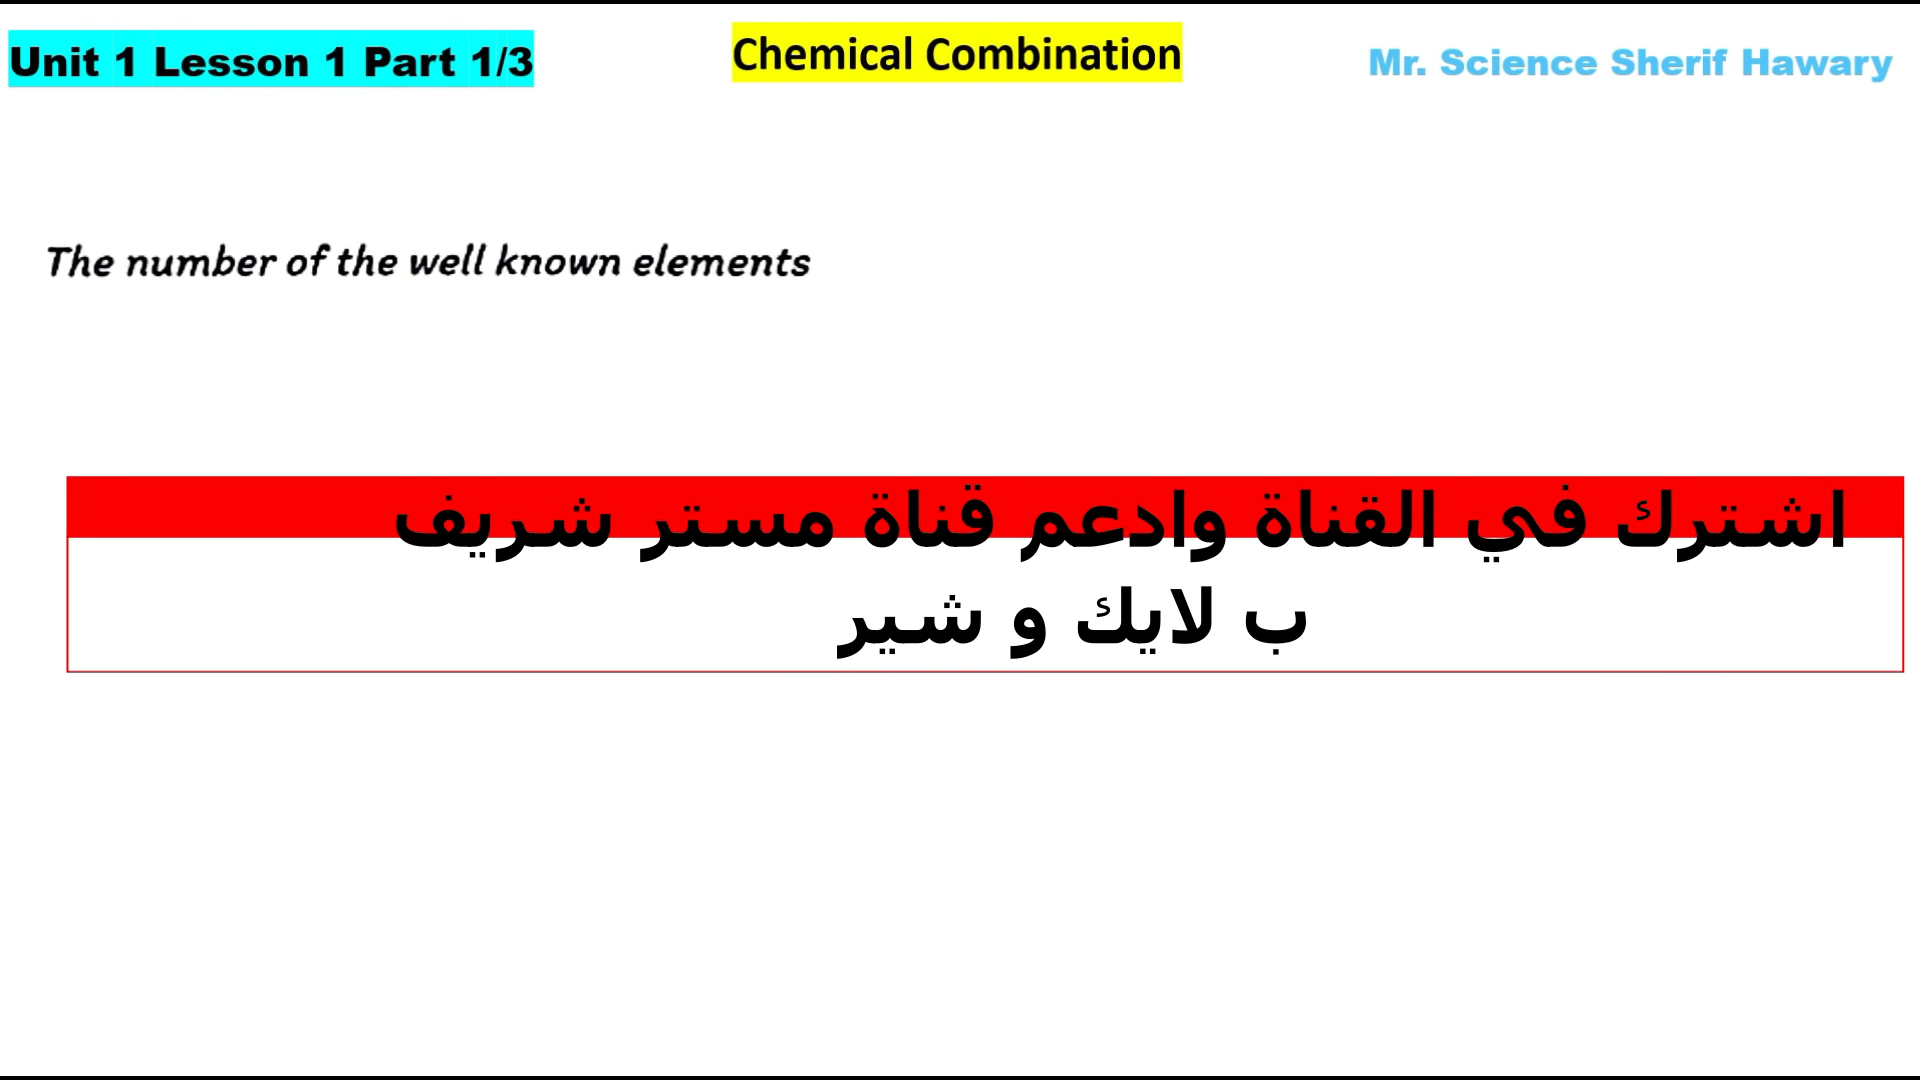 Unit 1 Lesson 1 Part 1/3
Chemical Combination
Mr. Science Sherif Hawary
The number of the well known elements
اشترك في القناة وادعم قناة مستر شريف
ب لايك و شير